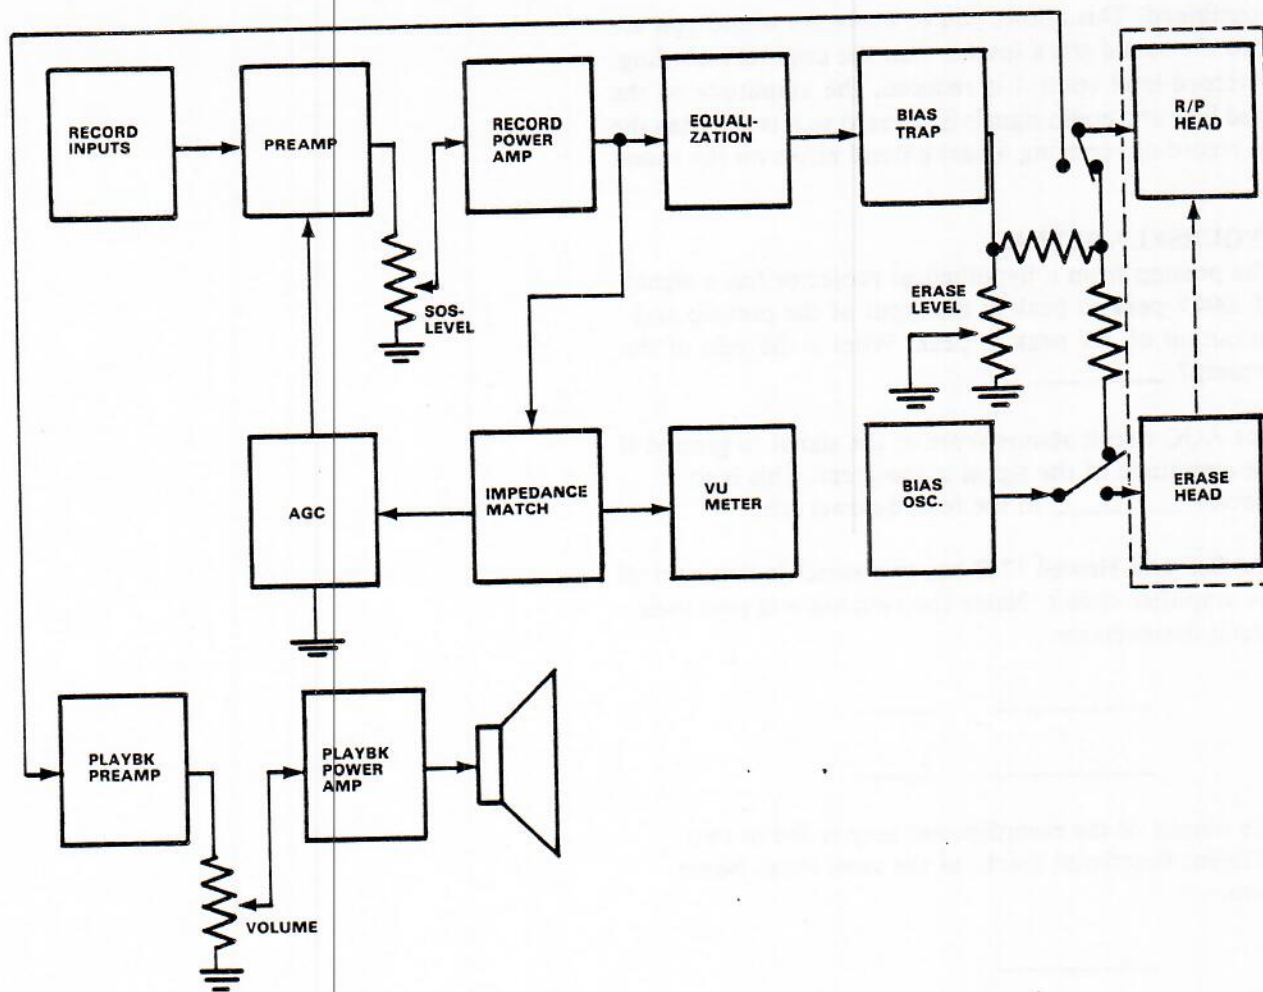 RECORD
INPUTS
PREAMP
RECORD
POWER
AMP
EQUALI-
ZATION
BIAS
TRAP
R/P
HEAD
SOS-
LEVEL
ERASE
LEVEL
AGC
IMPEDANCE
MATCH
VU
METER
BIAS
OSC.
ERASE
HEAD
PLAYBK
PREAMP
PLAYBK
POWER
AMP
VOLUME